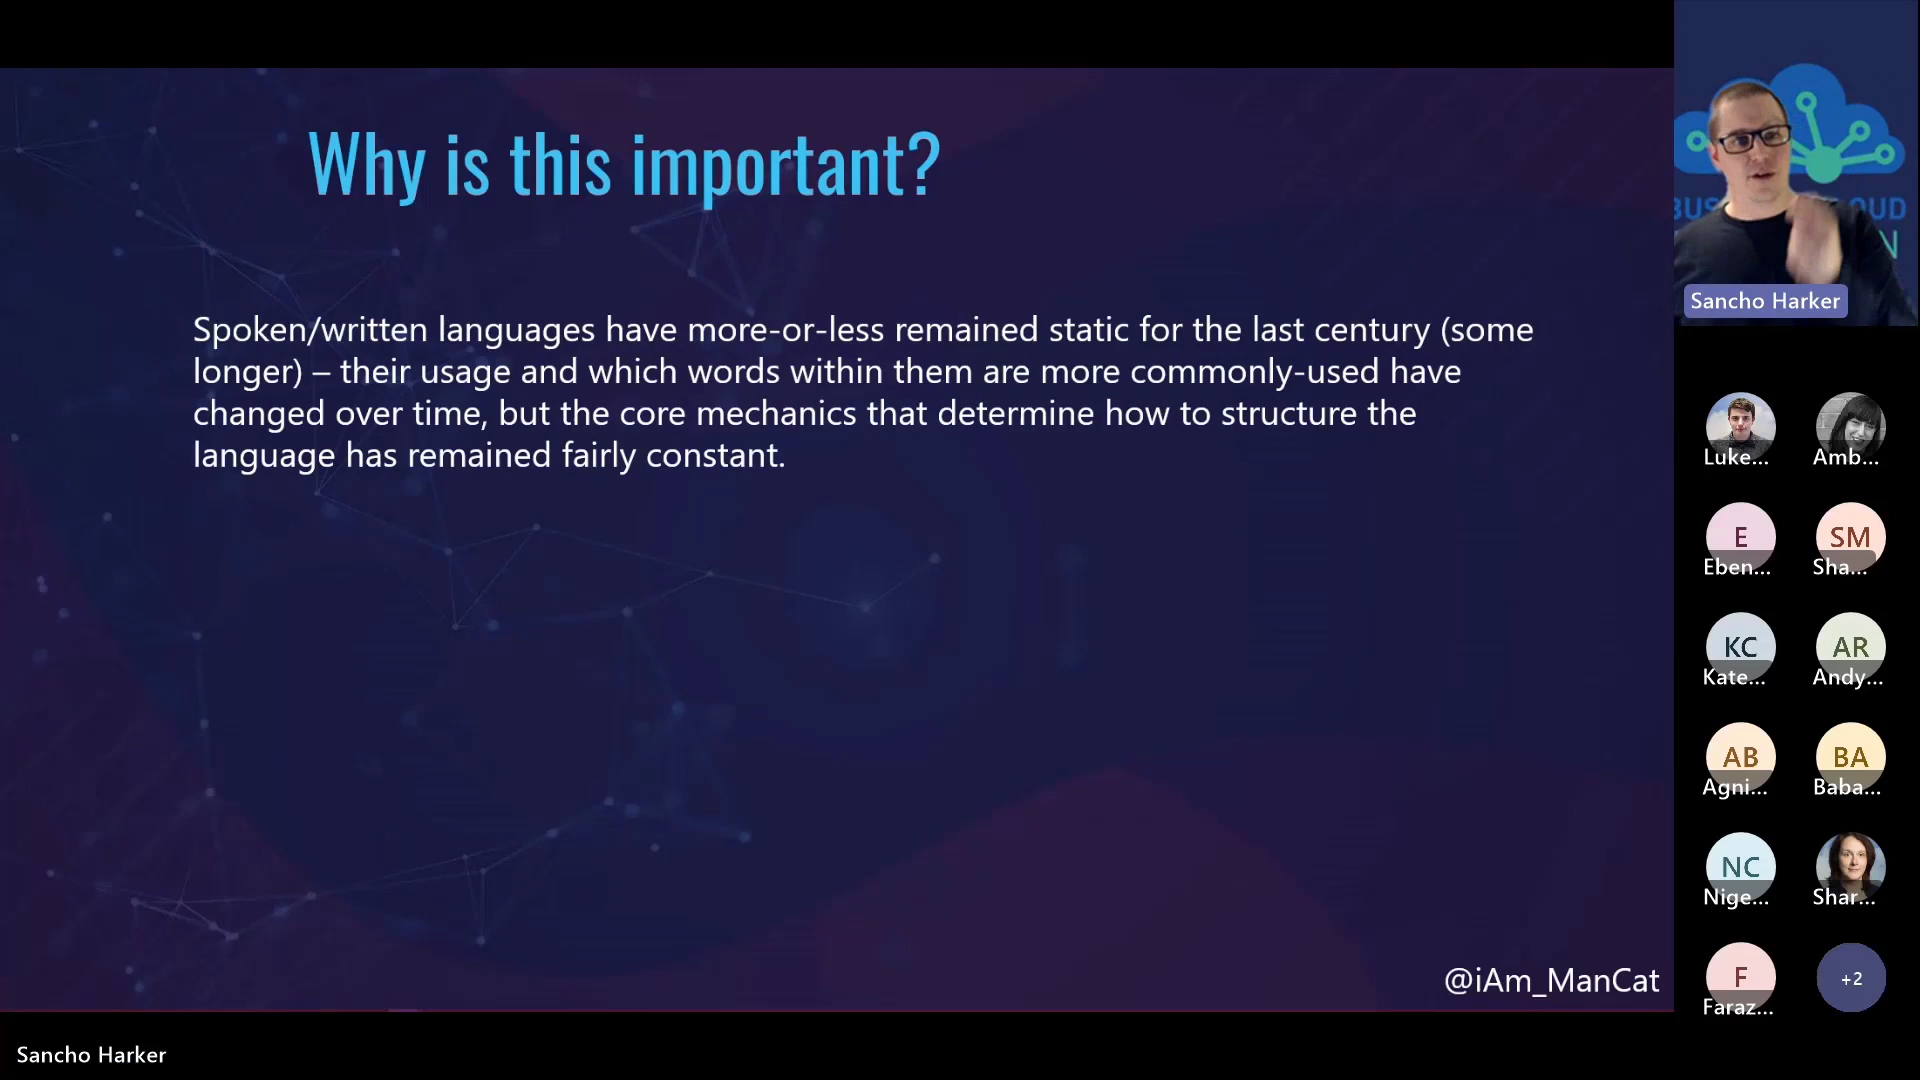 Why is this important?
Spoken/written languages have more-or-less remained static for the last century (some
longer) – their usage and which words within them are more commonly-used have
changed over time, but the core mechanics that determine how to structure the
language has remained fairly constant.
@iAm_ManCat
Sancho Harker
BUS OUD
N
Sancho Harker
Luke...
Amb...
E
Eben...
SM
Sha...
KC
Kate...
AR
Andy...
AB
Agni...
BA
Baba...
NC
Nige...
Shar...
F
Faraz...
+2